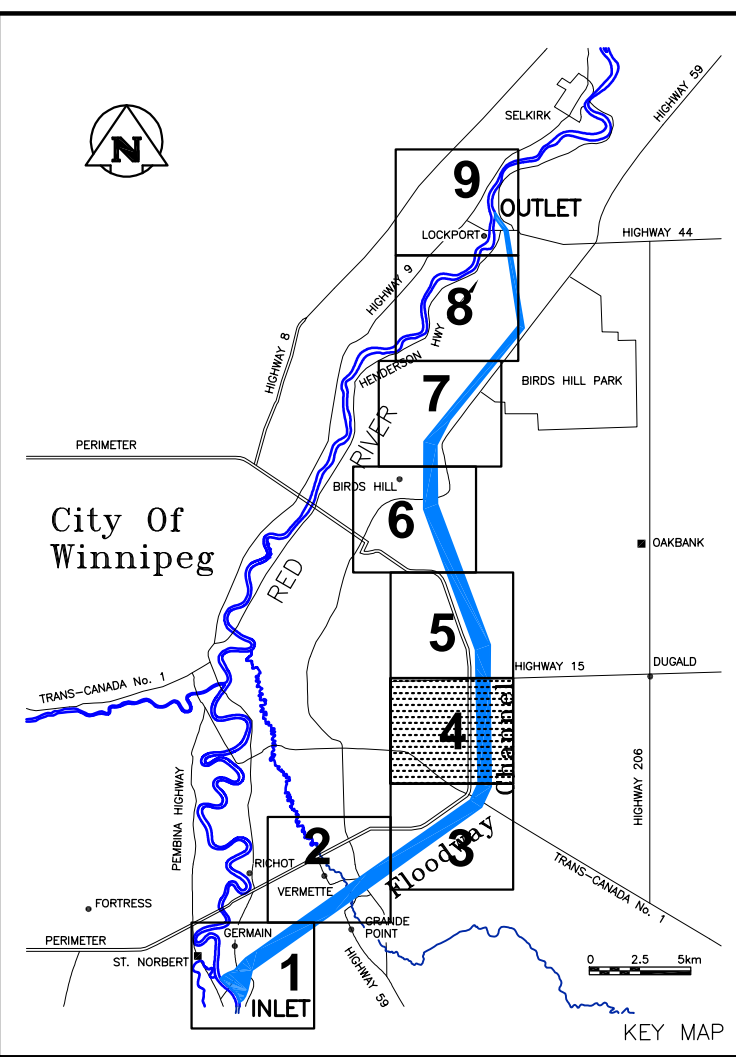 SELKIRK
HIGHWAY 59
N
9
OUTLET
LOCKPORT
HIGHWAY 44
HIGHWAY 9
8
HWY
HENDERSON
HIGHWAY 8
7
BIRDS HILL PARK
PERIMETER
RIVER
BIRDS HILL
City Of
Winnipeg
6
OAKBANK
RED
5
HIGHWAY 15
DUGALD
TRANS-CANADA No. 1
4
Channel
HIGHWAY 206
PEMBINA HIGHWAY
2
3
Floodway
RICHOT
VERMETTE
TRANS-CANADA No. 1
FORTRESS
GRANDE
POINT
GERMAIN
PERIMETER
ST. NORBERT
HIGHWAY 59
1
INLET
0 2.5 5km
KEY MAP